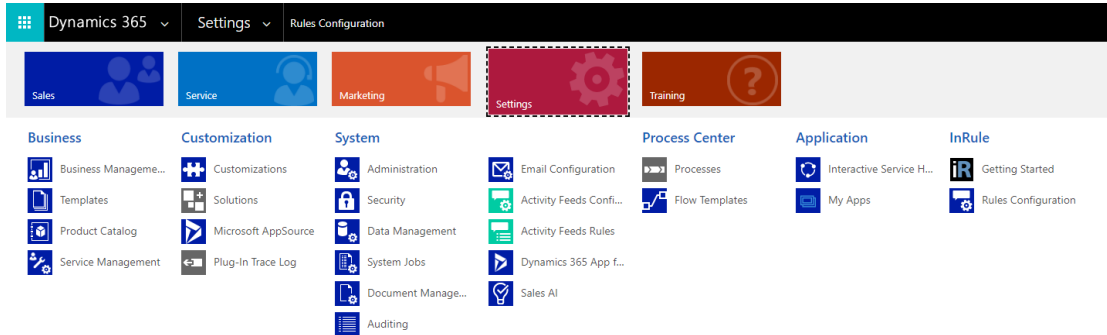 Dynamics 365 Settings Rules Configuration
Sales Service Marketing Settings Training
Business Customization System Process Center Application InRule
Business Manageme... Customizations Administration Email Configuration Processes Interactive Service H... Getting Started
Templates Solutions Security Activity Feeds Confi... Flow Templates My Apps Rules Configuration
Product Catalog Microsoft AppSource Data Management Activity Feeds Rules
Service Management Plug-In Trace Log System Jobs Dynamics 365 App f...
Document Manage... Sales AI
Auditing